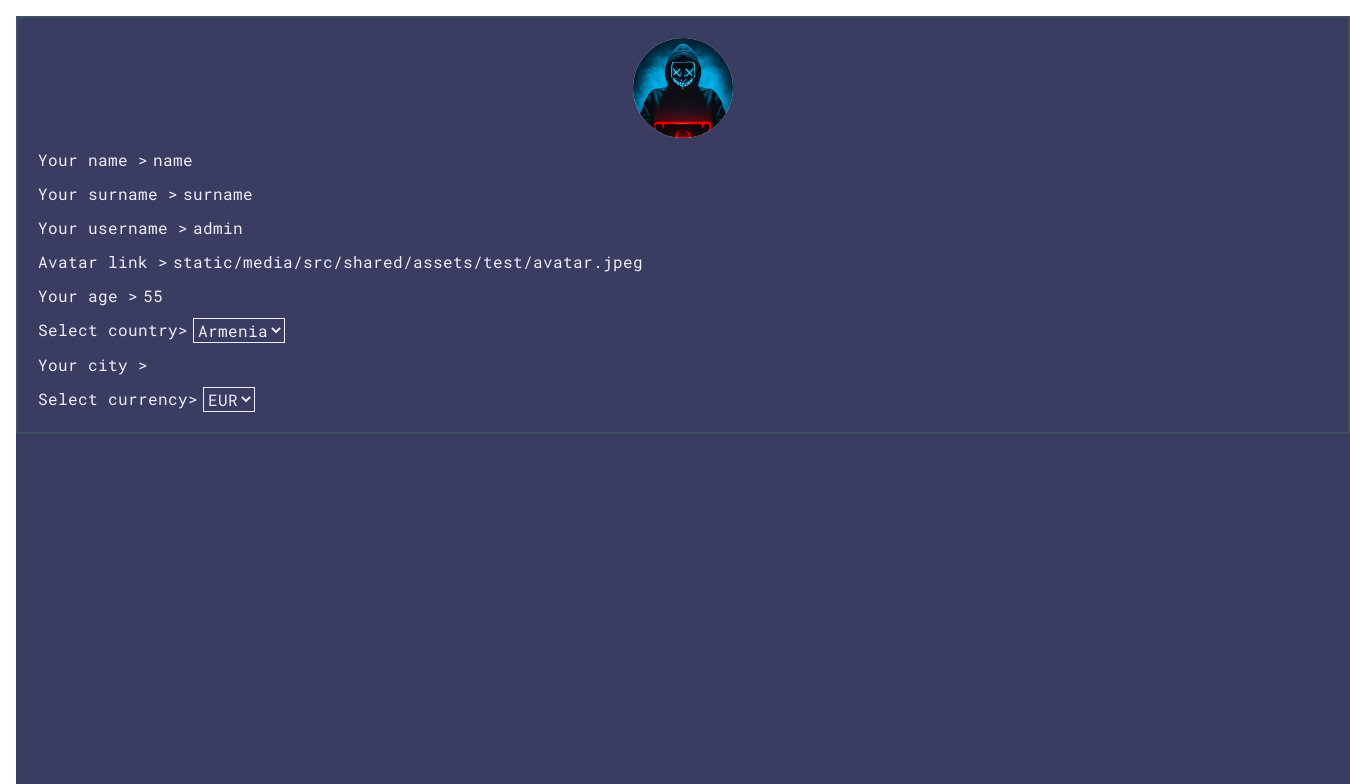 Your name > name
Your surname > surname
Your username > admin
Avatar link > static/media/src/shared/assets/test/avatar.jpeg
Your age > 55
Select country> Armenia
Your city >
Select currency> EUR